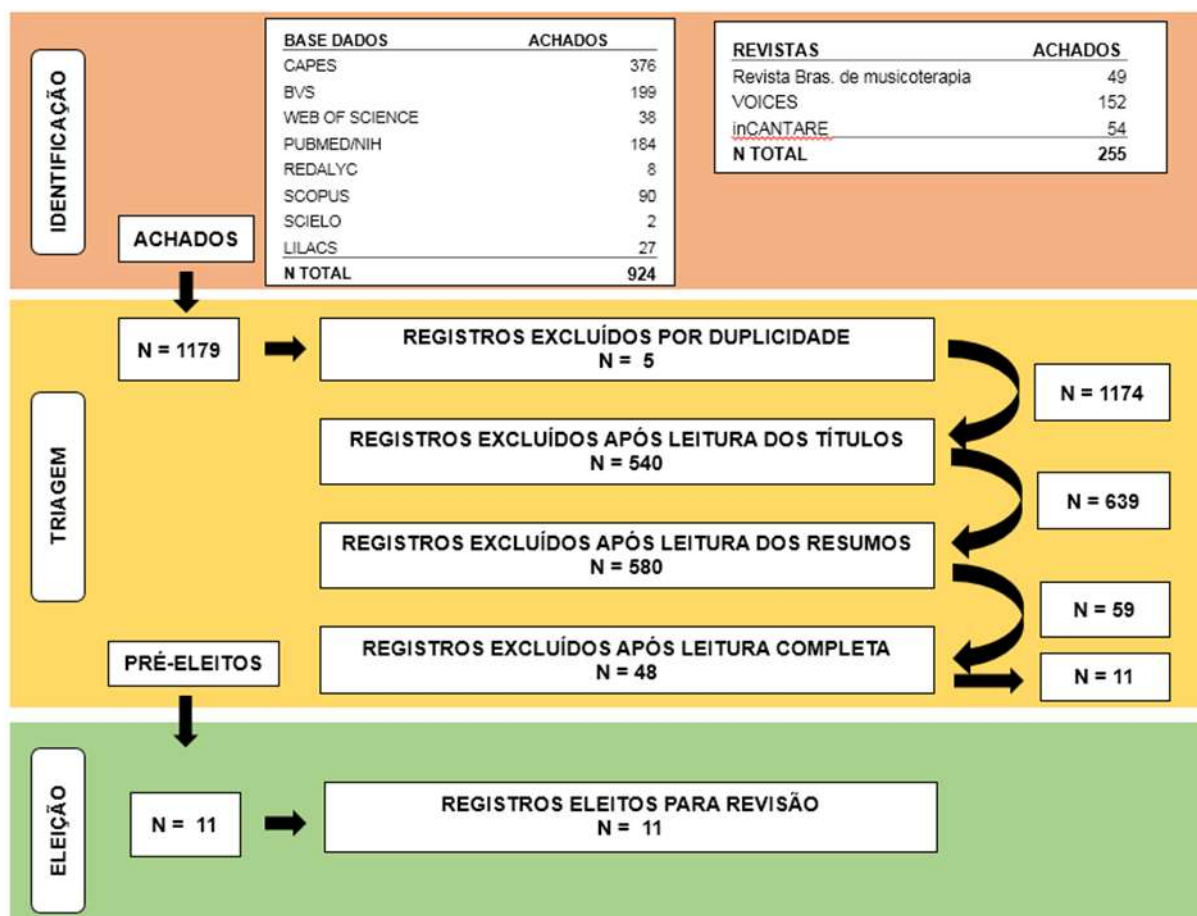 IDENTIFICAÇÃO
BASE DADOS ACHADOS
CAPES 376
BVS 199
WEB OF SCIENCE 38
PUBMED/NIH 184
REDALYC 8
SCOPUS 90
SCIELO 2
LILACS 27
N TOTAL 924
REVISTAS ACHADOS
Revista Bras. de musicoterapia 49
VOICES 152
inCANTARE 54
N TOTAL 255
ACHADOS
TRIAGEM
N = 1179
REGISTROS EXCLUÍDOS POR DUPLICIDADE
N = 5
N = 1174
REGISTROS EXCLUÍDOS APÓS LEITURA DOS TÍTULOS
N = 540
N = 639
REGISTROS EXCLUÍDOS APÓS LEITURA DOS RESUMOS
N = 580
N = 59
PRÉ-ELEITOS
REGISTROS EXCLUÍDOS APÓS LEITURA COMPLETA
N = 48
N = 11
ELEIÇÃO
N = 11
REGISTROS ELEITOS PARA REVISÃO
N = 11